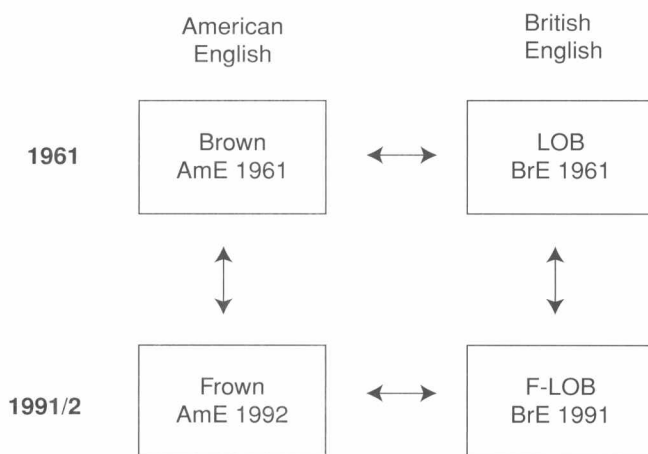 American
English
British
English
1961
Brown
AmE 1961
LOB
BrE 1961
1991/2
Frown
AmE 1992
F-LOB
BrE 1991